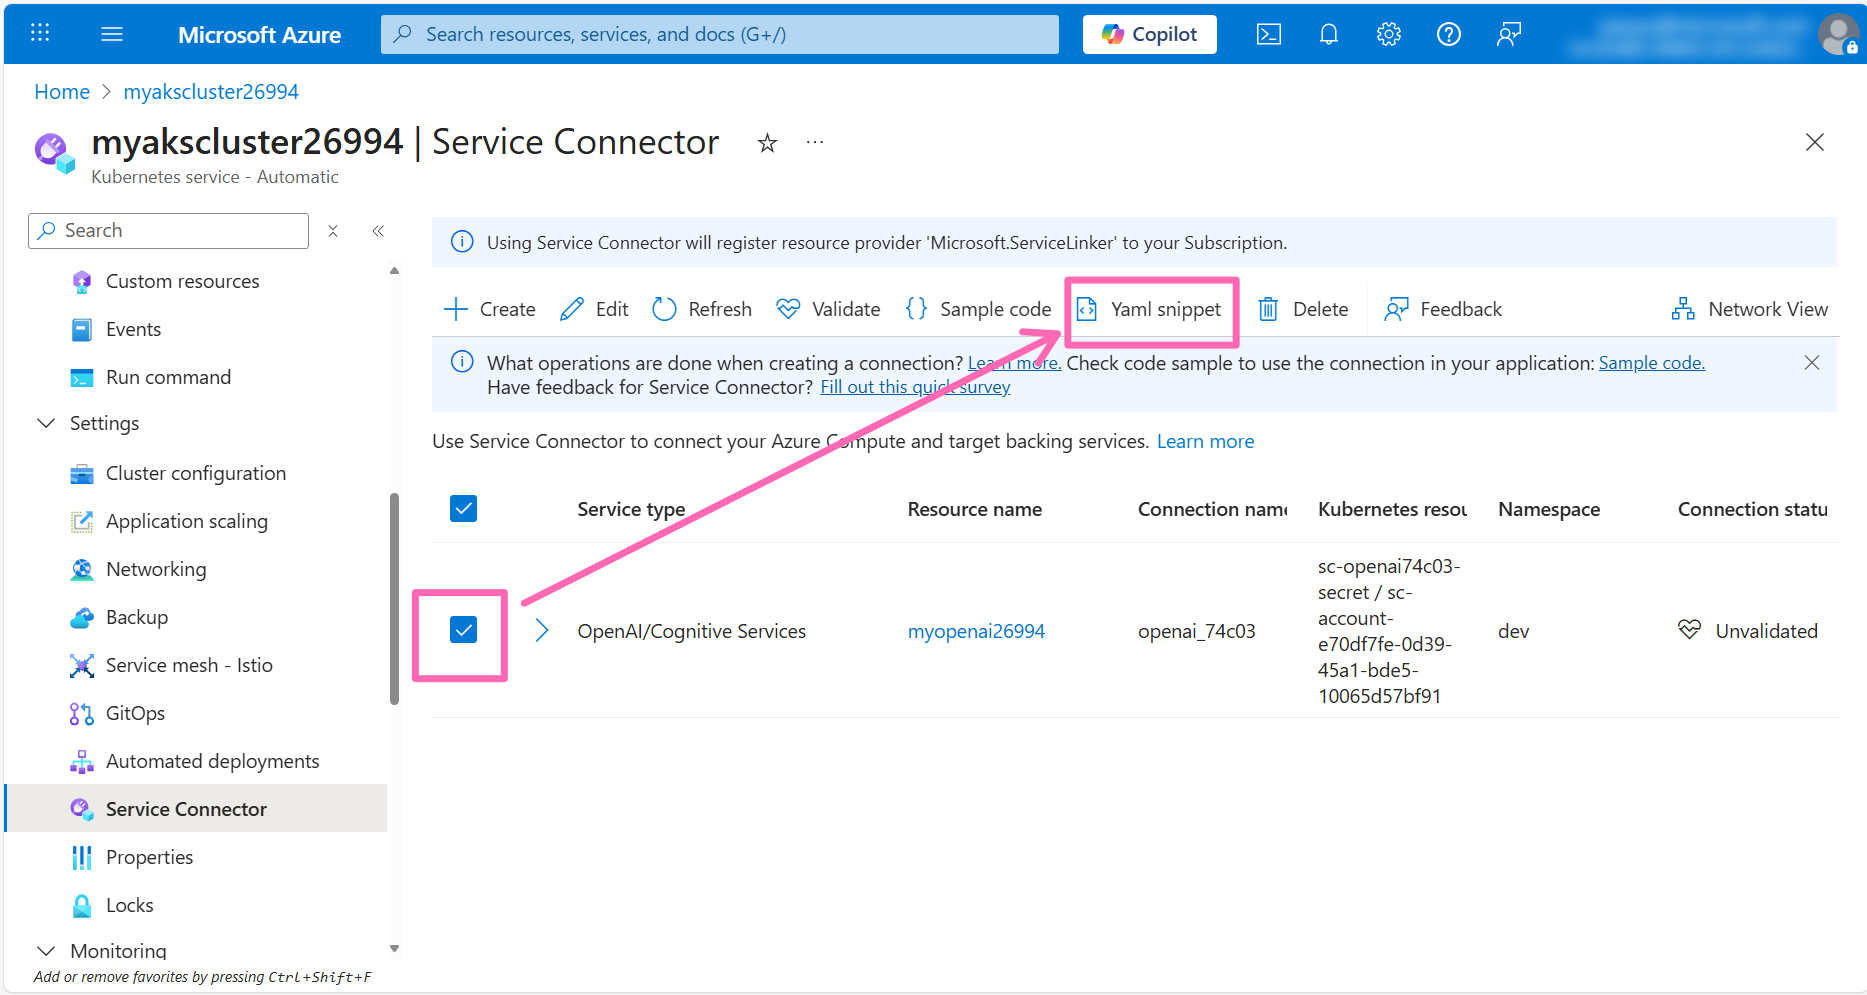 Microsoft Azure
Search resources, services, and docs (G+/)
Copilot
Home > myakscluster26994
myakscluster26994 | Service Connector
Kubernetes service - Automatic
Search
Custom resources
Events
Run command
Settings
Cluster configuration
Application scaling
Networking
Backup
Service mesh - Istio
GitOps
Automated deployments
Service Connector
Properties
Locks
Monitoring
Add or remove favorites by pressing Ctrl+Shift+F
Using Service Connector will register resource provider 'Microsoft.ServiceLinker' to your Subscription.
Create Edit Refresh Validate Sample code Yaml snippet Delete Feedback Network View
What operations are done when creating a connection? Learn more. Check code sample to use the connection in your application: Sample code.
Have feedback for Service Connector? Fill out this quick survey
Use Service Connector to connect your Azure Compute and target backing services. Learn more
Service type Resource name Connection name Kubernetes resou Namespace Connection statu
OpenAI/Cognitive Services myopenai26994 openai_74c03
sc-openai74c03-
secret / sc-
account-
e70df7fe-0d39-
45a1-bde5-
10065d57bf91
dev Unvalidated